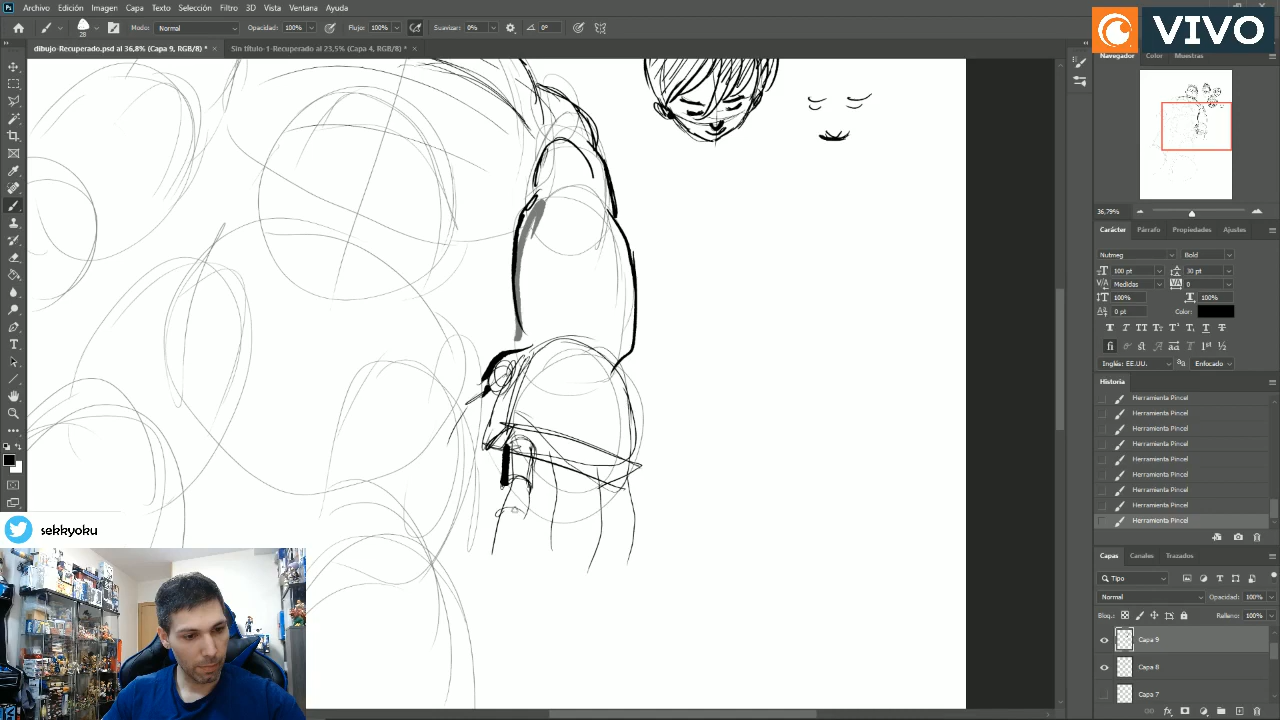 Archivo Edición Imagen Capa Texto Selección Filtro 3D Vista Ventana Ayuda
Modo: Normal Opacidad: 100% Flujo: 100% Suavizar: 0% 0°
dibujo-Recuperado.psd al 36,8% (Capa 9, RGB/8) * × Sin título-1-Recuperado al 23,5% (Capa 4, RGB/8) * ×
VIVO
Navegador Color Muestras
36,79%
Carácter Párrafo Propiedades Ajustes
Nutmeg Bold
100 pt 30 pt
Medidas 0
100% 100%
0 pt Color:
Inglés: EE.UU. Enfocado
Historia
Herramienta Pincel
Herramienta Pincel
Herramienta Pincel
Herramienta Pincel
Herramienta Pincel
Herramienta Pincel
Herramienta Pincel
Herramienta Pincel
Herramienta Pincel
Capas Canales Trazados
Tipo
Normal Opacidad: 100%
Bloq.: Relleno: 100%
Capa 9
Capa 8
Capa 7
sekkyoku